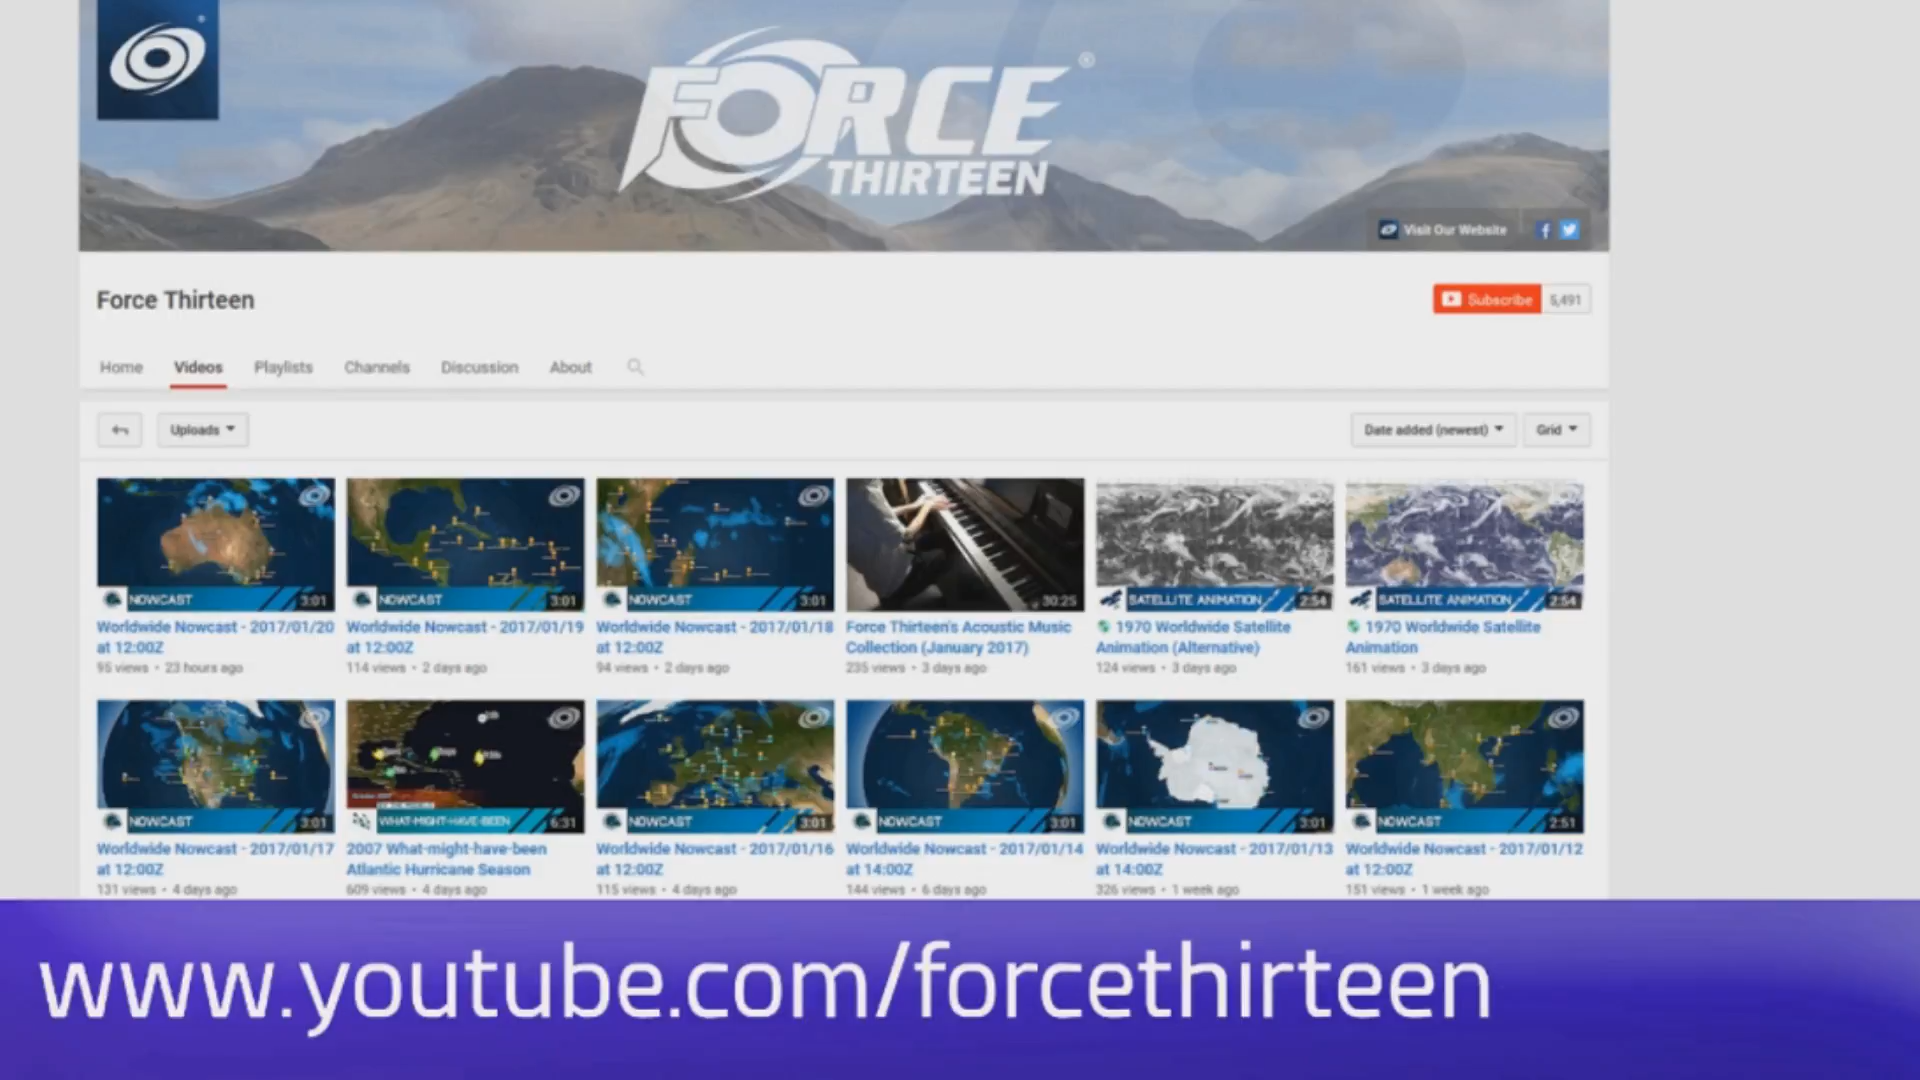 FORCE
THIRTEEN
Visit Our Website
Force Thirteen
Subscribe 5,491
Home Videos Playlists Channels Discussion About
Uploads Date added (newest) Grid
NOWCAST 3:01 NOWCAST 3:01 NOWCAST 3:01 30:25 SATELLITE ANIMATION 2:54 SATELLITE ANIMATION 2:54
Worldwide Nowcast - 2017/01/20 Worldwide Nowcast - 2017/01/19 Worldwide Nowcast - 2017/01/18 Force Thirteen's Acoustic Music 1970 Worldwide Satellite 1970 Worldwide Satellite
at 12:00Z at 12:00Z at 12:00Z Collection (January 2017) Animation (Alternative) Animation
95 views • 23 hours ago 114 views • 2 days ago 94 views • 2 days ago 235 views • 3 days ago 124 views • 3 days ago 161 views • 3 days ago
NOWCAST 3:01 WHAT-MIGHT-HAVE-BEEN 6:31 NOWCAST 3:01 NOWCAST 3:01 NOWCAST 3:01 NOWCAST 2:51
Worldwide Nowcast - 2017/01/17 2007 What-might-have-been Worldwide Nowcast - 2017/01/16 Worldwide Nowcast - 2017/01/14 Worldwide Nowcast - 2017/01/13 Worldwide Nowcast - 2017/01/12
at 12:00Z Atlantic Hurricane Season at 12:00Z at 14:00Z at 14:00Z at 12:00Z
131 views • 4 days ago 609 views • 4 days ago 115 views • 4 days ago 144 views • 6 days ago 326 views • 1 week ago 151 views • 1 week ago
www.youtube.com/forcethirteen